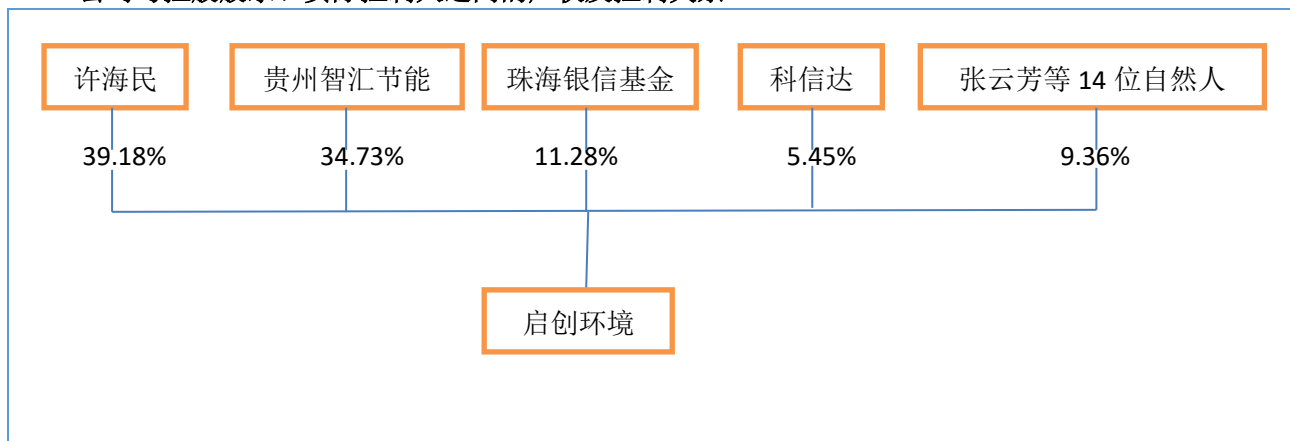 许海民
贵州智汇节能
珠海银信基金
科信达
张云芳等 14 位自然人
39.18%
34.73%
11.28%
5.45%
9.36%
启创环境